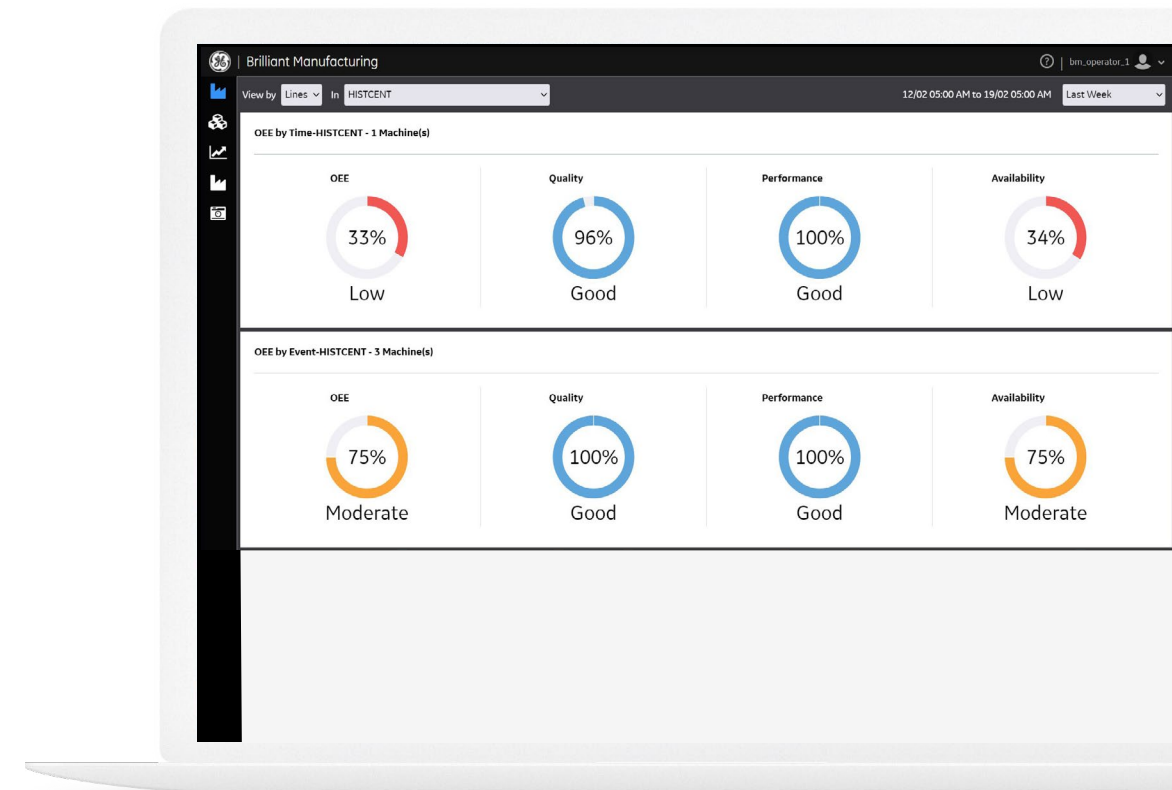 Brilliant Manufacturing
bm_operator_1
View by Lines In HISTCENT 12/02 05:00 AM to 19/02 05:00 AM Last Week
OEE by Time-HISTCENT - 1 Machine(s)
OEE Quality Performance Availability
33% 96% 100% 34%
Low Good Good Low
OEE by Event-HISTCENT - 3 Machine(s)
OEE Quality Performance Availability
75% 100% 100% 75%
Moderate Good Good Moderate